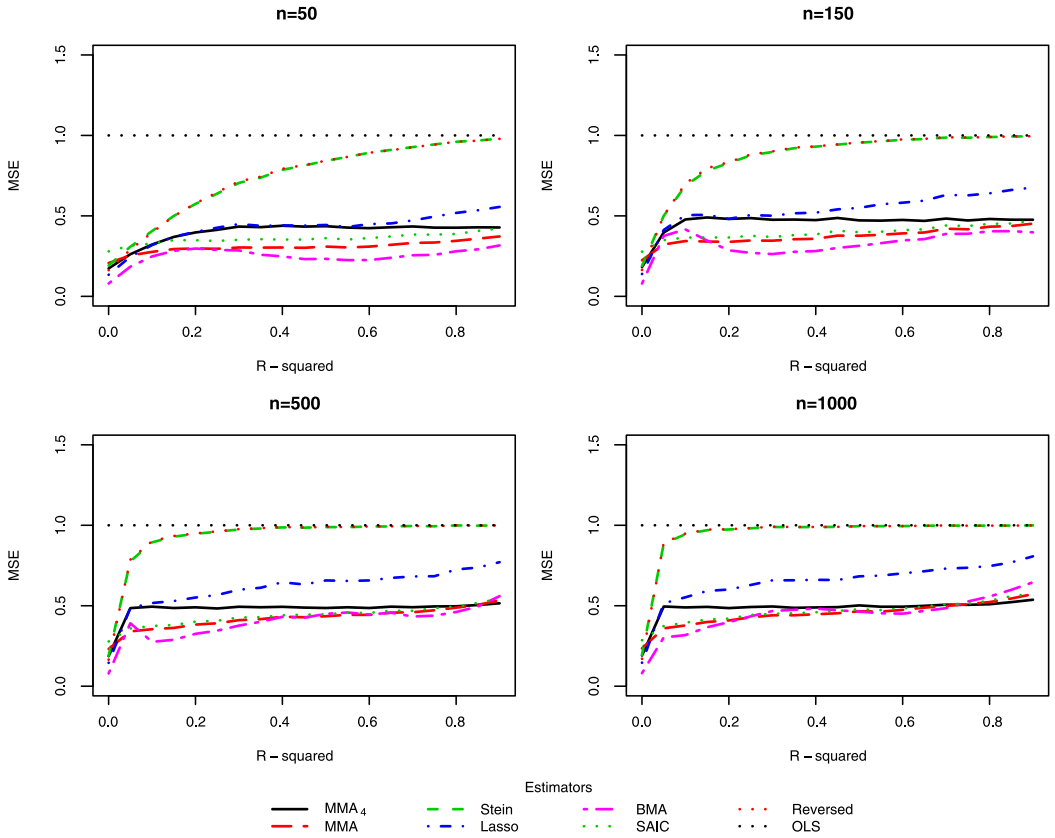 n=50
n=150
MSE
0.0 0.5 1.0 1.5
0.0 0.2 0.4 0.6 0.8
R − squared
MSE
0.0 0.5 1.0 1.5
0.0 0.2 0.4 0.6 0.8
R − squared
n=500
n=1000
MSE
0.0 0.5 1.0 1.5
0.0 0.2 0.4 0.6 0.8
R − squared
MSE
0.0 0.5 1.0 1.5
0.0 0.2 0.4 0.6 0.8
R − squared
Estimators
MMA₄ Stein BMA Reversed
MMA Lasso SAIC OLS